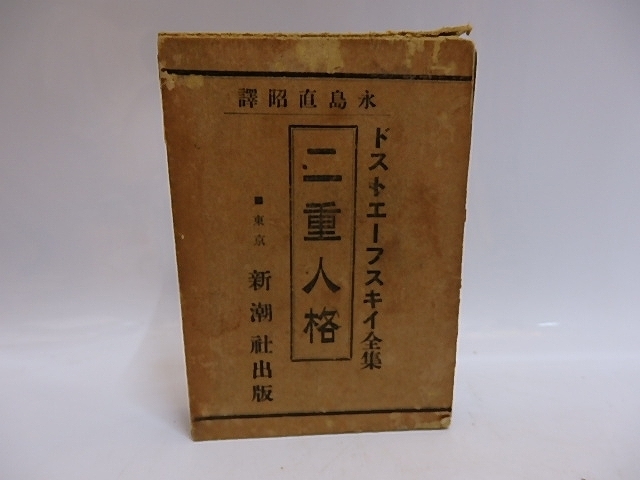 譯昭直島永
ドストエーフスキイ全集
二重人格
■東京 新潮社出版